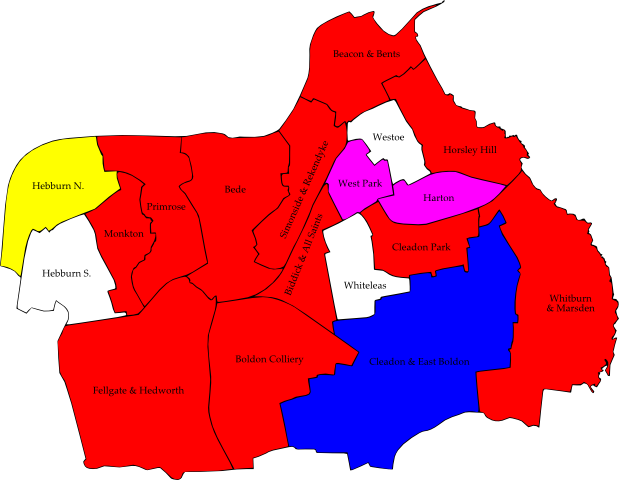 Beacon & Bents
Westoe
Horsley Hill
Hebburn N.
West Park
Harton
Bede
Primrose
Simonside & Rekendyke
Monkton
Cleadon Park
Biddick & All Saints
Hebburn S.
Whiteleas
Whitburn
& Marsden
Boldon Colliery
Cleadon & East Boldon
Fellgate & Hedworth